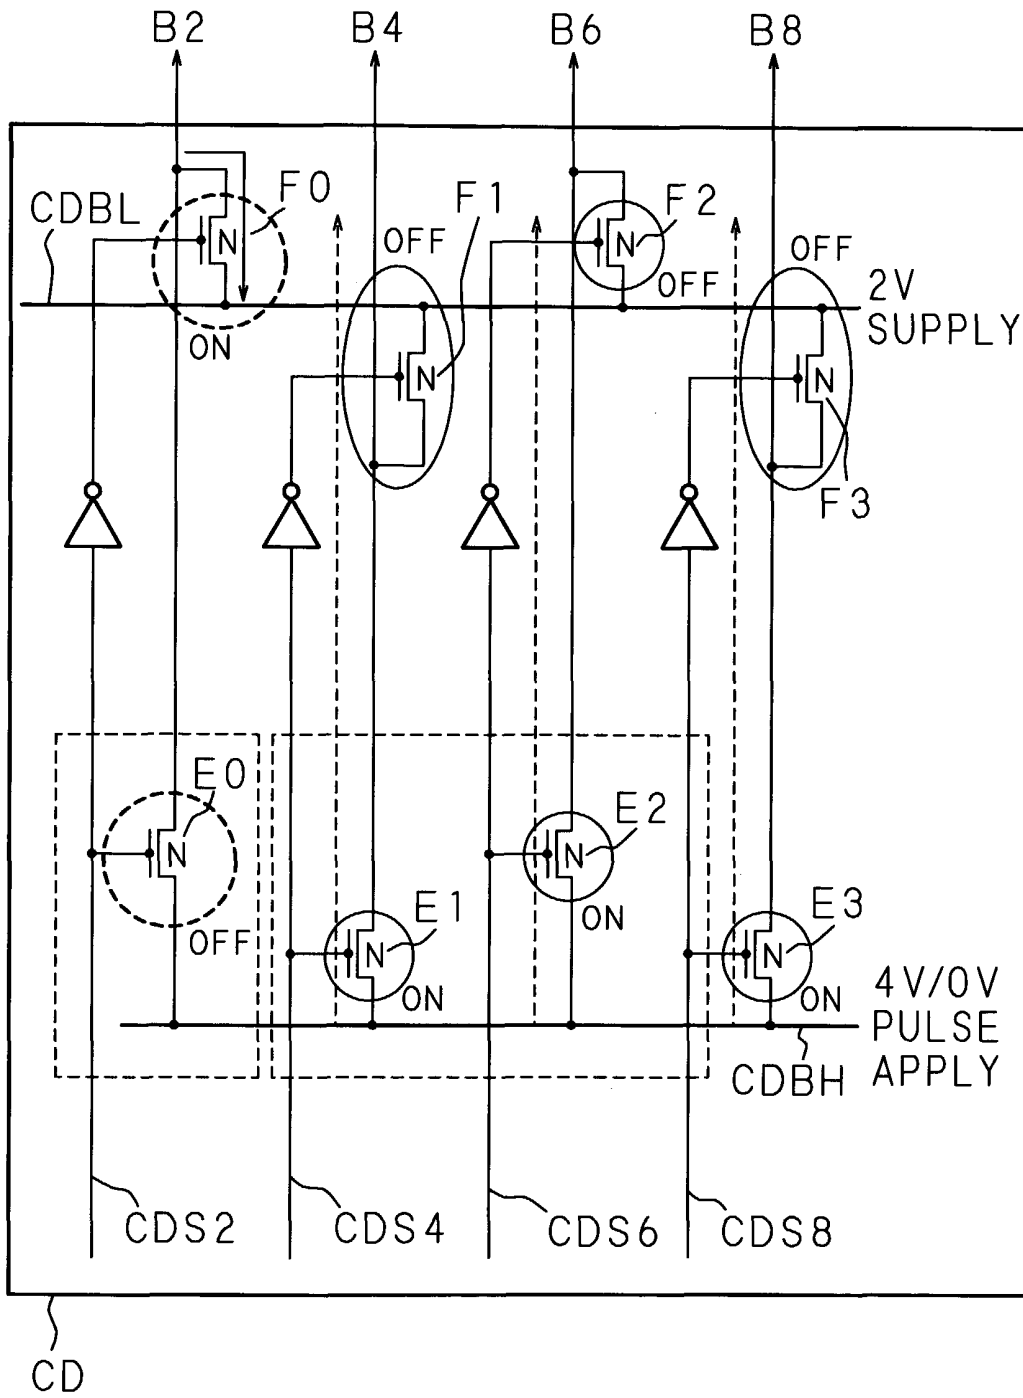 B2
B4
B6
B8
CDBL
F0
F1
F2
OFF
OFF
N
N
OFF
2V
SUPPLY
ON
N
N
F3
E0
E2
N
N
E1
E3
ON
OFF
N
N
ON
ON
4V/0V
PULSE
APPLY
CDBH
CDS2
CDS4
CDS6
CDS8
CD